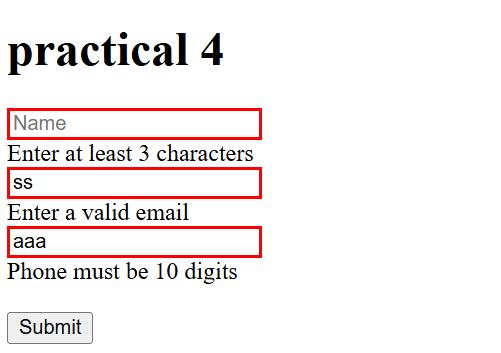 practical 4
Name
Enter at least 3 characters
ss
Enter a valid email
aaa
Phone must be 10 digits
Submit